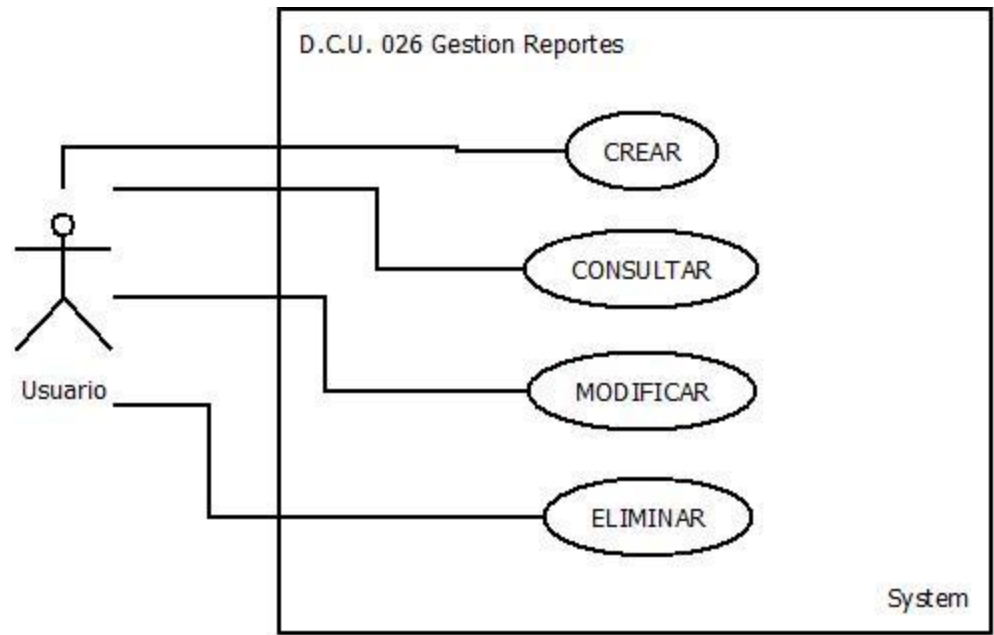 D.C.U. 026 Gestion Reportes
CREAR
CONSULTAR
MODIFICAR
Usuario
ELIMINAR
System